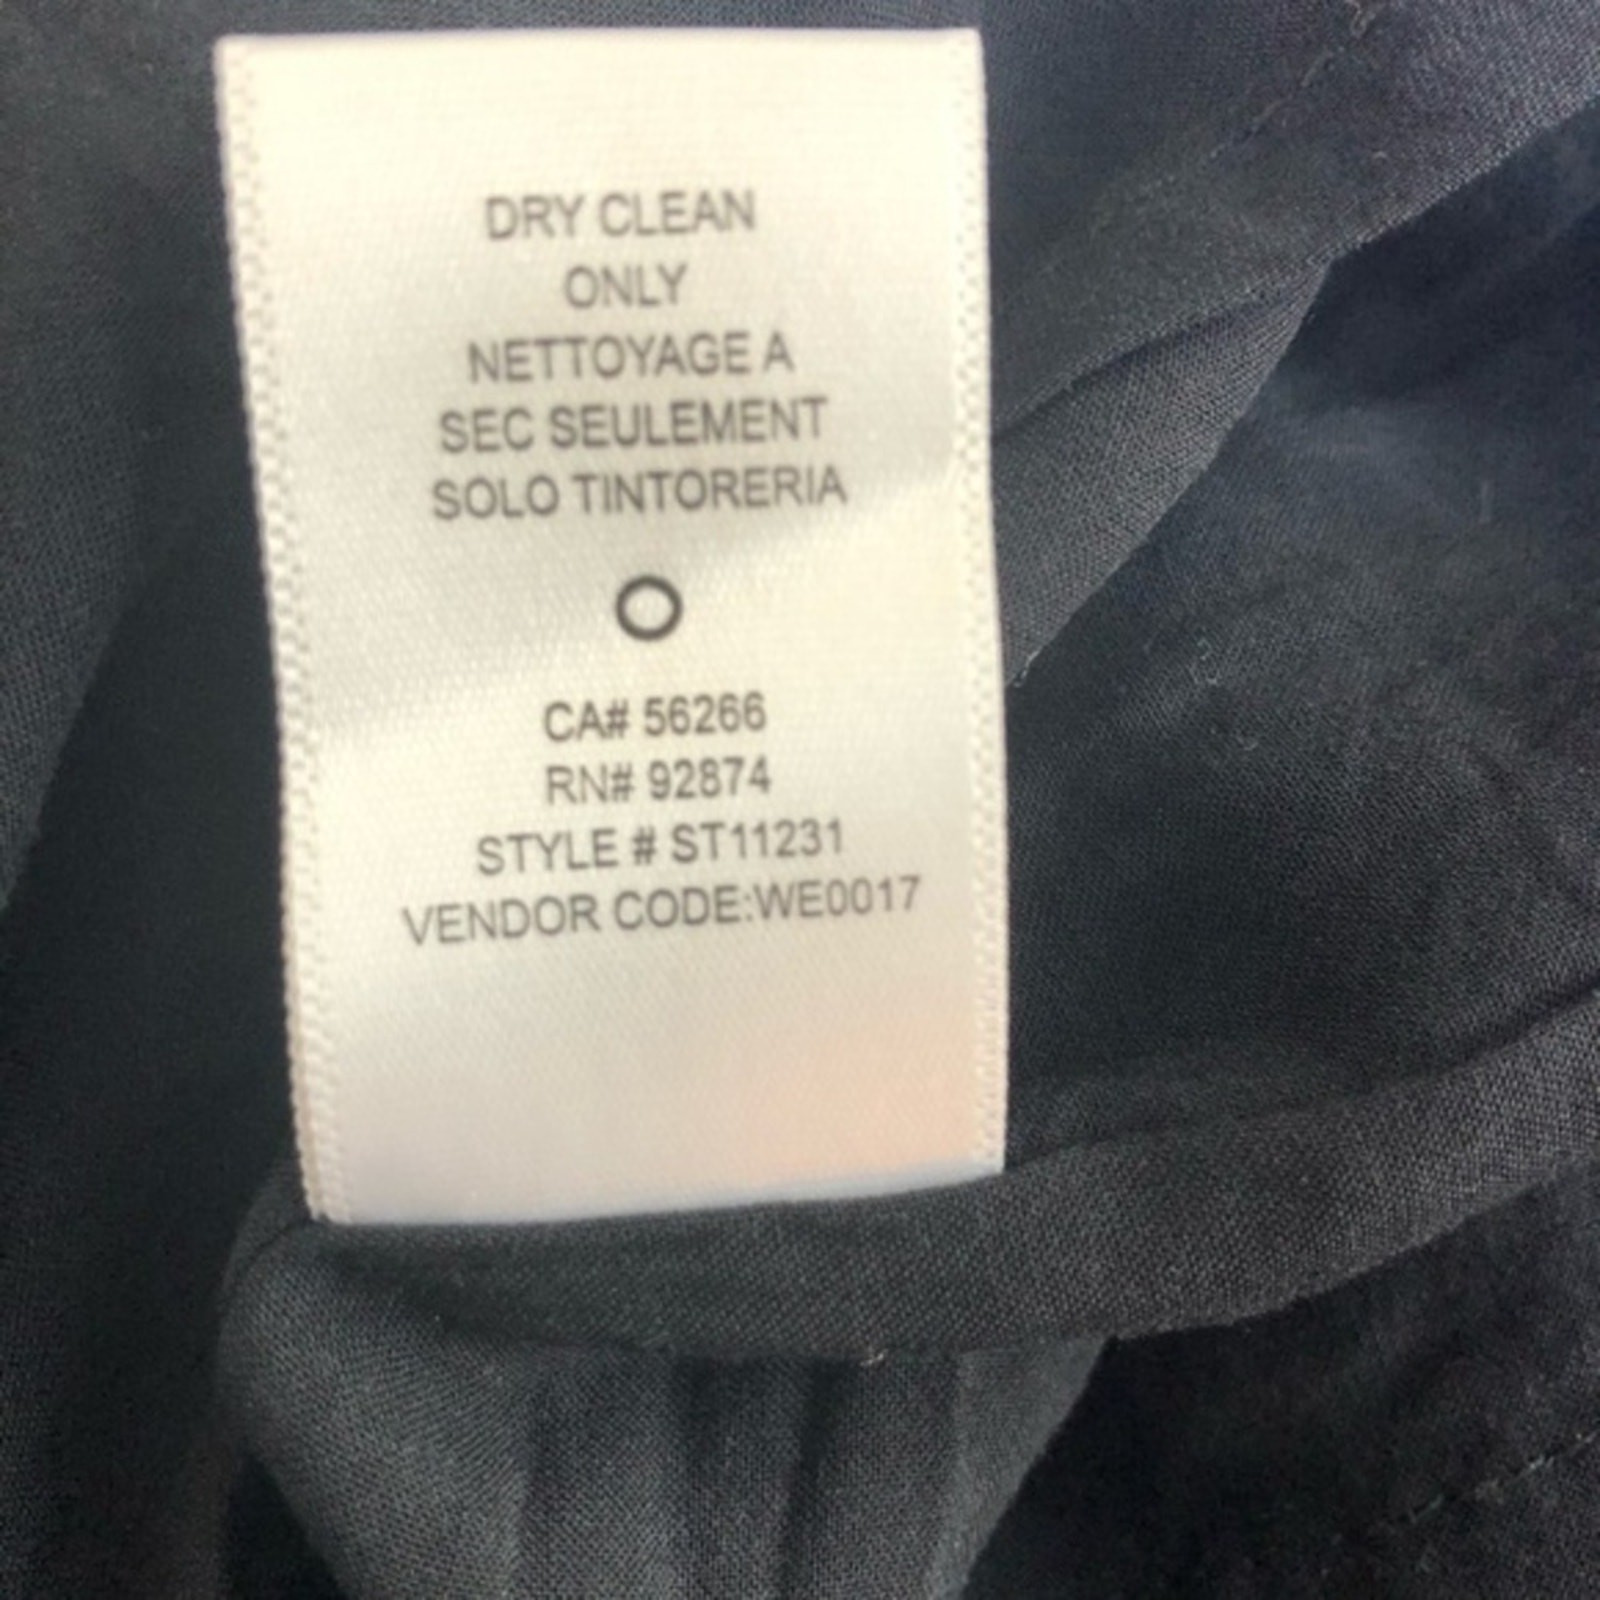 DRY CLEAN
ONLY
NETTOYAGE A
SEC SEULEMENT
SOLO TINTORERIA
CA# 56266
RN# 92874
STYLE # ST11231
VENDOR CODE:WE0017